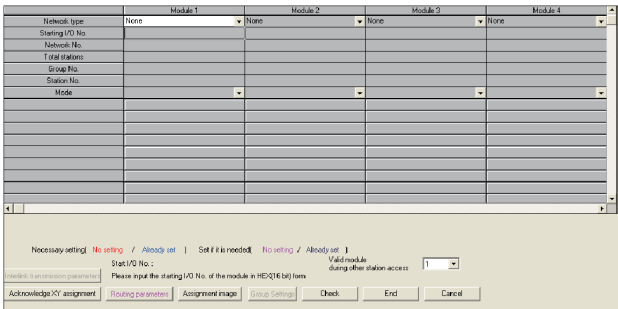 Module 1 Module 2 Module 3 Module 4
Network type None None None None
Starting I/O No.
Network No.
Total stations
Group No.
Station No.
Mode
Necessary setting[ No setting / Already set ] Set if it is needed[ No setting / Already set ]
Start I/O No. : Valid module
during other station access 1
Interlink transmission parameters Please input the starting I/O No. of the module in HEX(16 bit) form
Acknowledge XY assignment Routing parameters Assignment image Group Settings Check End Cancel